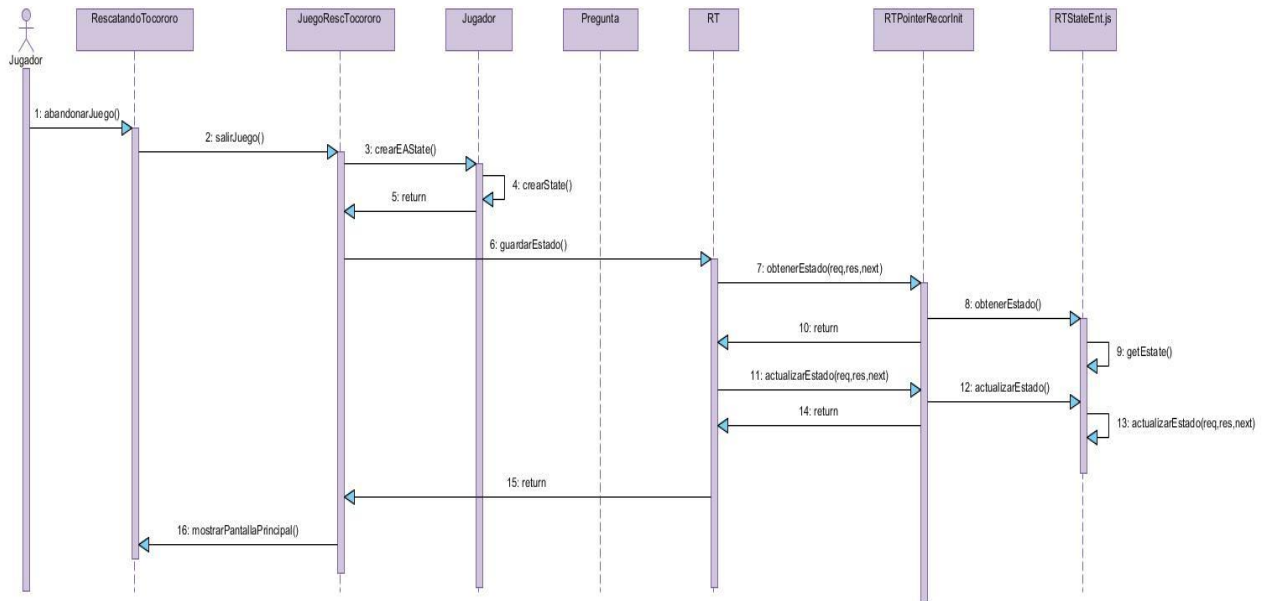 RescatandoTocororo
JuegoRescTocororo
Jugador
Pregunta
RT
RTPointerRecorInit
RTStateEnt.js
Jugador
1: abandonarJuego()
2: salirJuego()
3: crearEAState()
4: crearState()
5: return
6: guardarEstado()
7: obtenerEstado(req,res,next)
8: obtenerEstado()
10: return
9: getEstate()
11: actualizarEstado(req,res,next)
12: actualizarEstado()
14: return
13: actualizarEstado(req,res,next)
15: return
16: mostrarPantallaPrincipal()